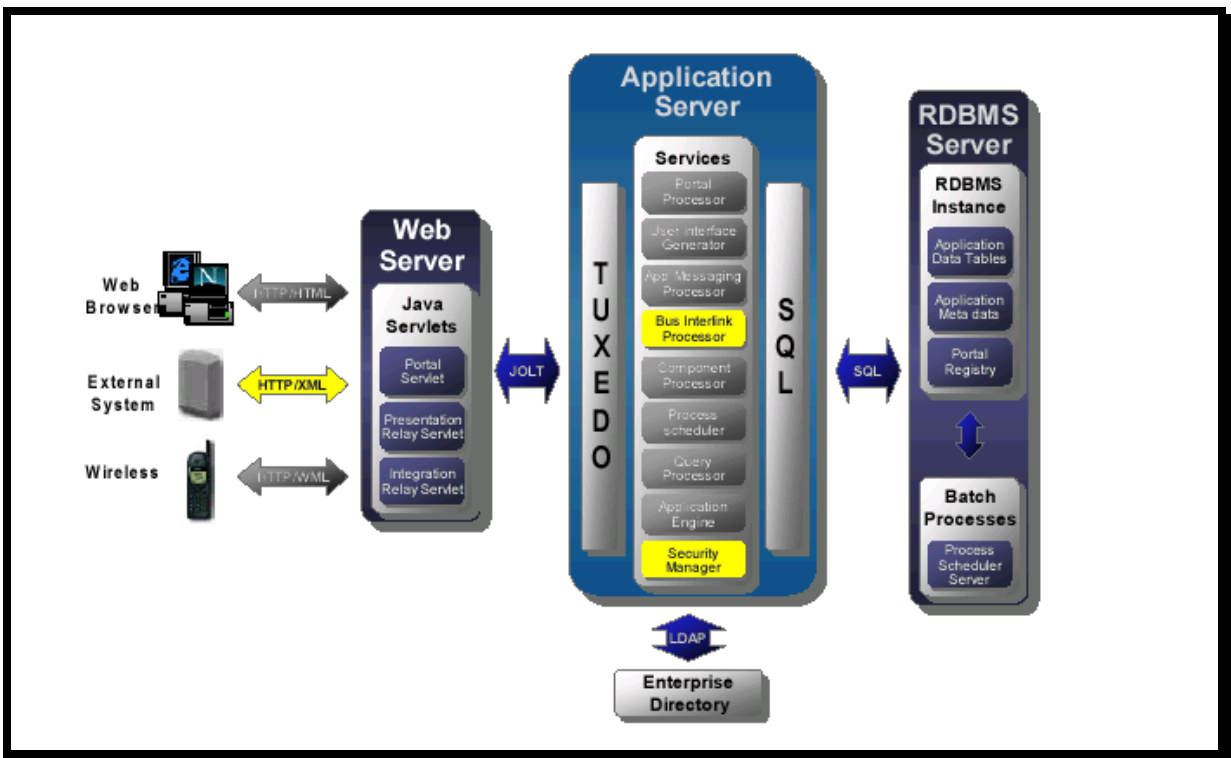 Application
Server
Services
Portal
Processor
User Interface
Generator
App. Messaging
Processor
Bus Interlink
Processor
Component
Processor
Process
scheduler
Query
Processor
Application
Engine
Security
Manager
T
U
X
E
D
O
S
Q
L
RDBMS
Server
RDBMS
Instance
Application
Data Tables
Application
Meta data
Portal
Registry
Batch
Processes
Process
Scheduler
Server
Web
Server
Java
Servlets
Portal
Servlet
Presentation
Relay Servlet
Integration
Relay Servlet
Web
Browser
HTTP/HTML
External
System
HTTP/XML
Wireless
HTTP/WML
JOLT
SQL
LDAP
Enterprise
Directory
N